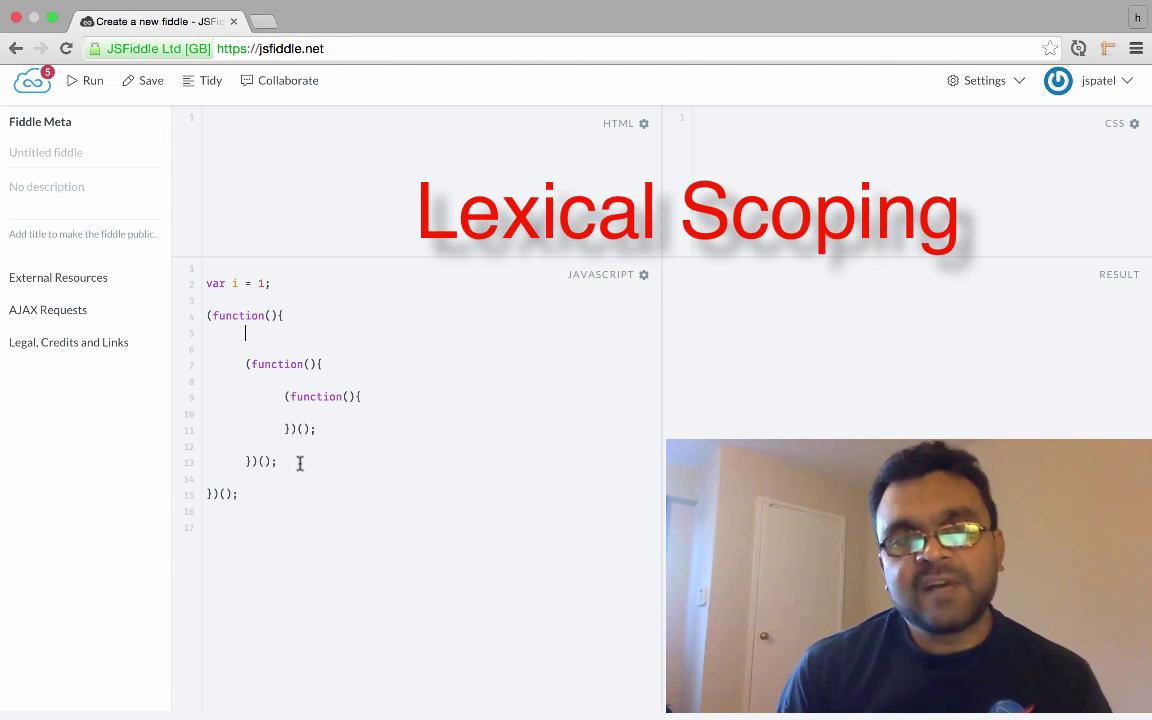 Create a new fiddle - JSFid
h
JSFiddle Ltd [GB] https://jsfiddle.net
5
Run
Save
Tidy
Collaborate
Settings
jspatel
Fiddle Meta
Untitled fiddle
No description
Add title to make the fiddle public.
External Resources
AJAX Requests
Legal, Credits and Links
1
HTML
1
CSS
Lexical Scoping
JAVASCRIPT
RESULT
1
2 var i = 1;
3
4 (function(){
5
6
7 (function(){
8
9 (function(){
10
11 })();
12
13 })();
14
15 })();
16
17